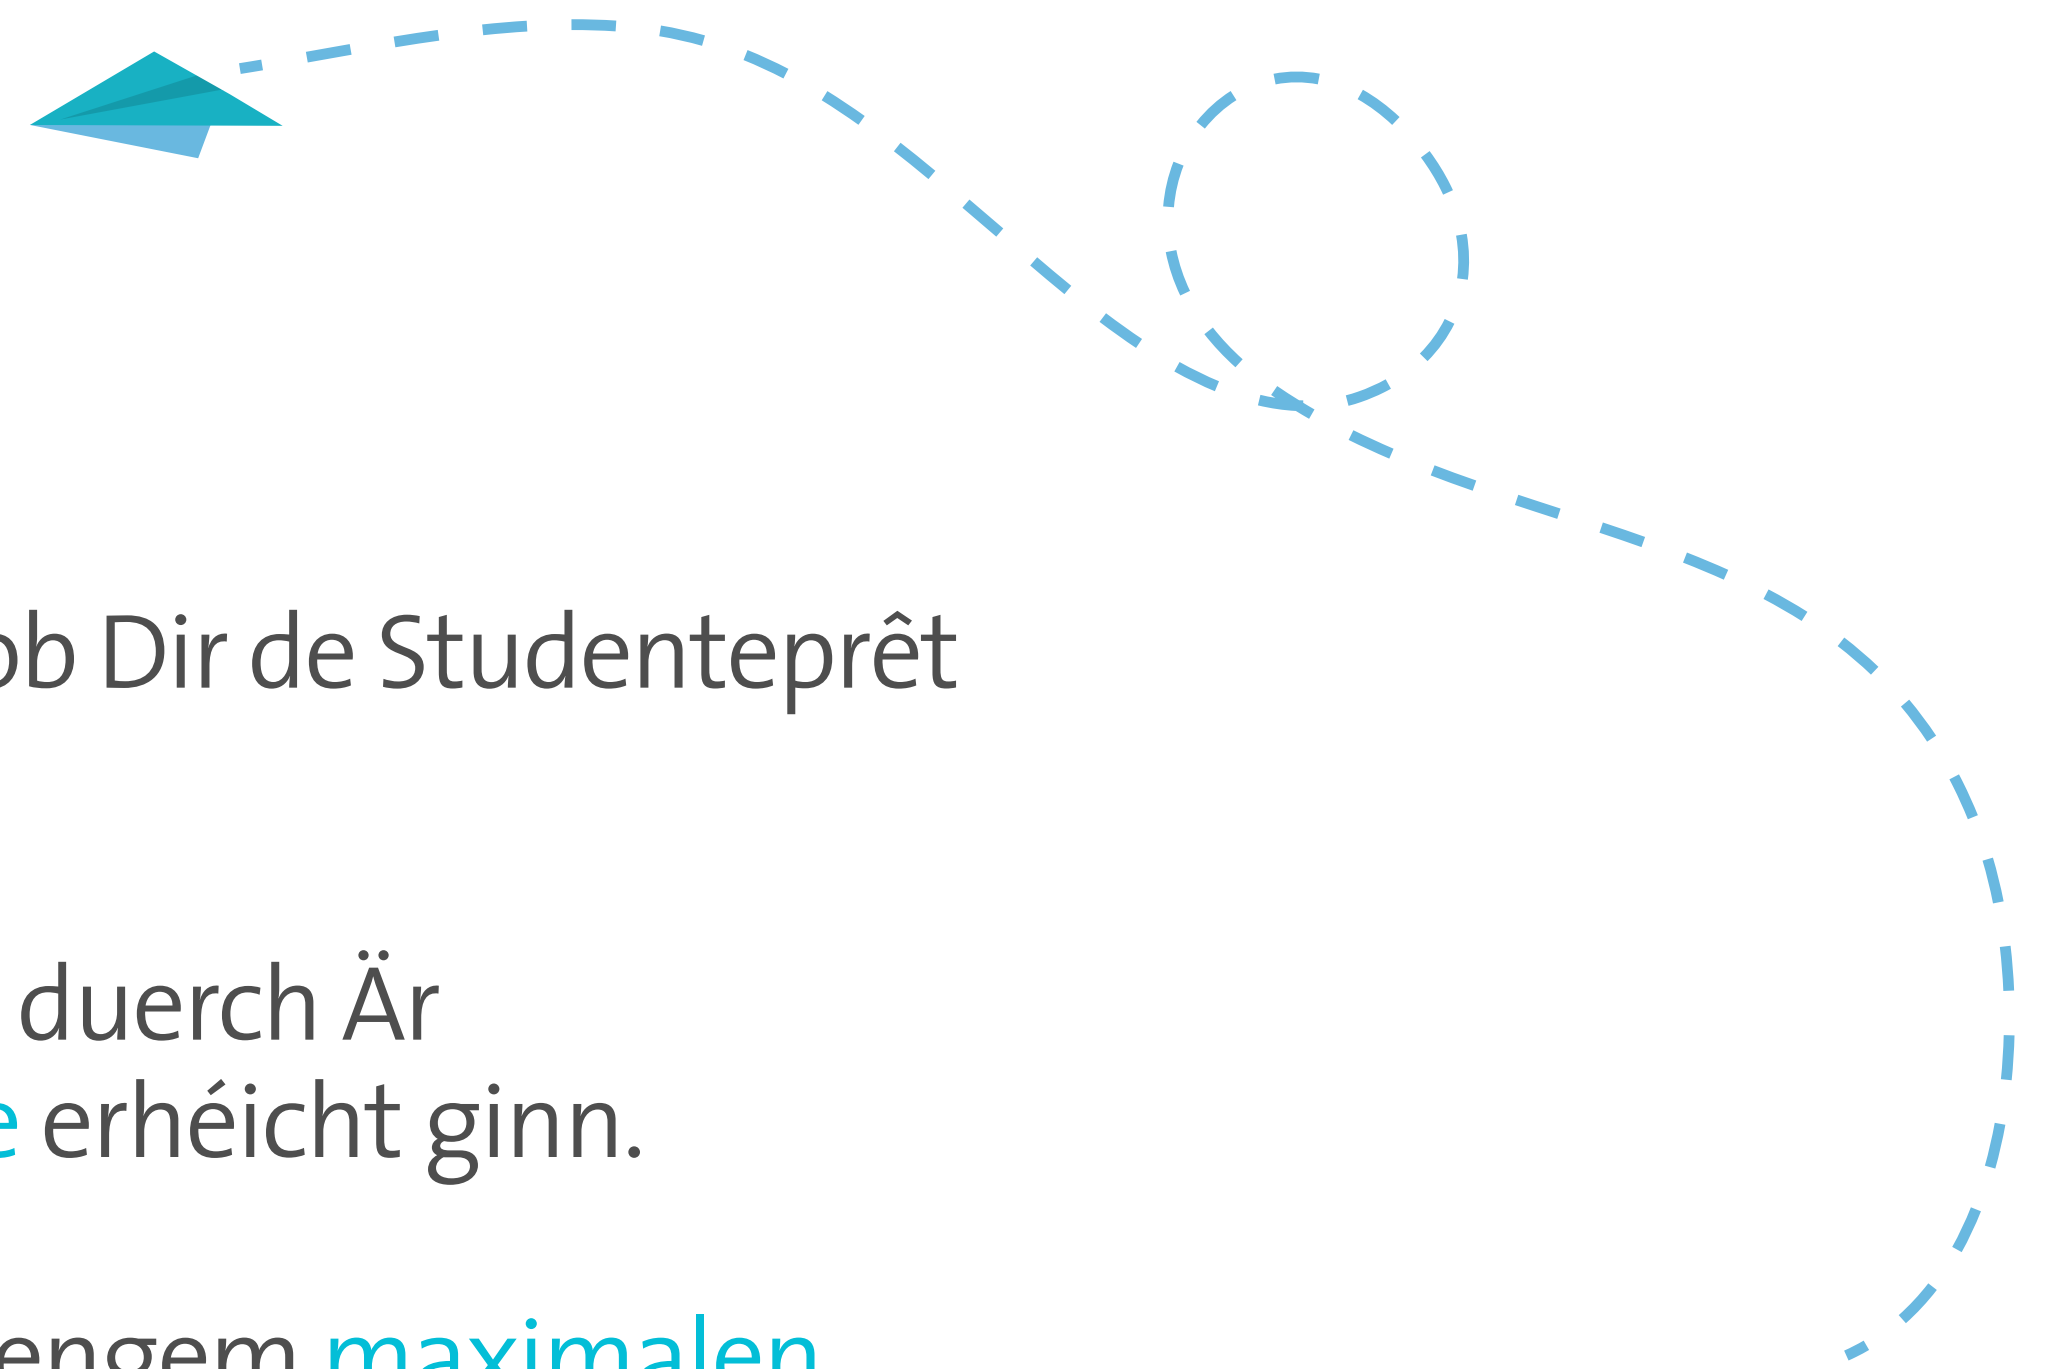 ob Dir de Studenteprêt
duerch Är
e erhéicht ginn.
engem maximalen